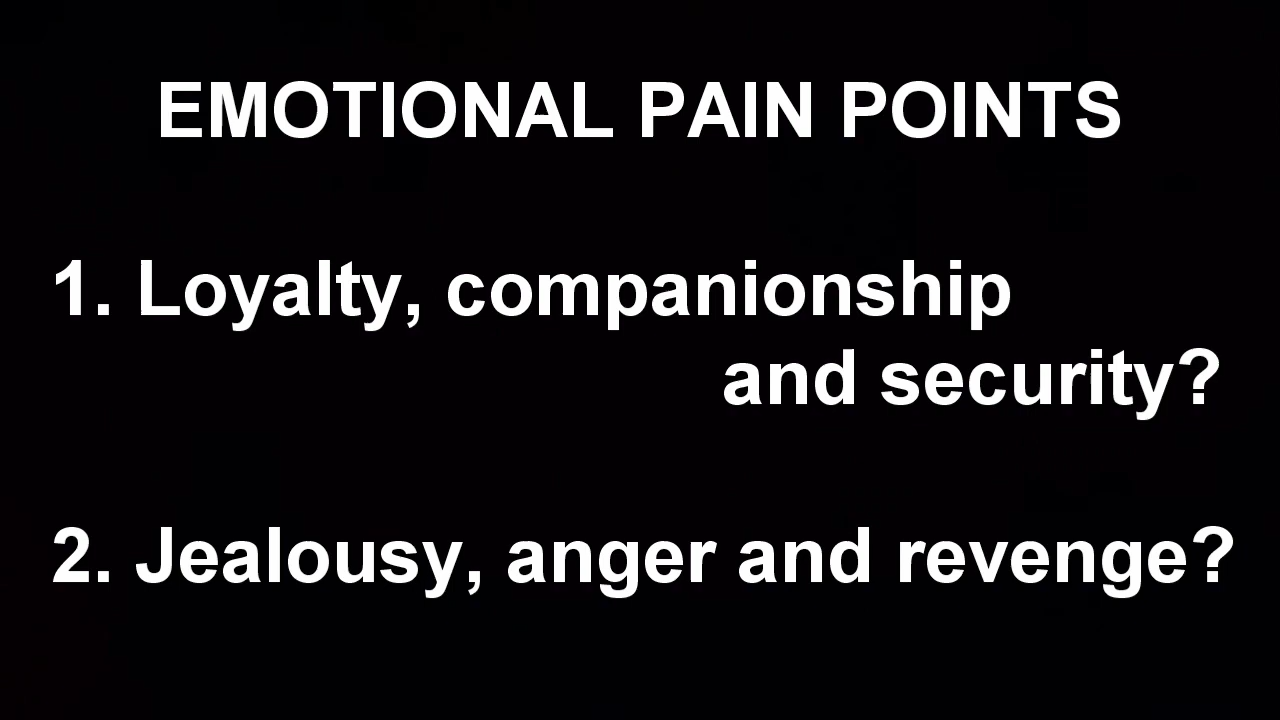 EMOTIONAL PAIN POINTS
1. Loyalty, companionship
and security?
2. Jealousy, anger and revenge?